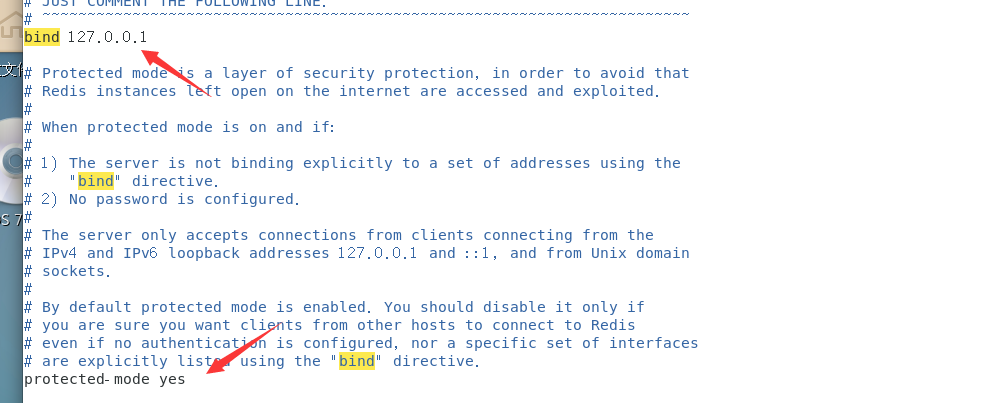 # JUST COMMENT THE FOLLOWING LINE.
# ~~~~~~~~~~~~~~~~~~~~~~~~~~~~~~~~~~~~~~~~~~~~~~~~~~~~~~~~~~~~~~~~~~~~~~~~
bind 127.0.0.1
# Protected mode is a layer of security protection, in order to avoid that
# Redis instances left open on the internet are accessed and exploited.
#
# When protected mode is on and if:
#
# 1) The server is not binding explicitly to a set of addresses using the
#    "bind" directive.
# 2) No password is configured.
#
# The server only accepts connections from clients connecting from the
# IPv4 and IPv6 loopback addresses 127.0.0.1 and ::1, and from Unix domain
# sockets.
#
# By default protected mode is enabled. You should disable it only if
# you are sure you want clients from other hosts to connect to Redis
# even if no authentication is configured, nor a specific set of interfaces
# are explicitly listed using the "bind" directive.
protected-mode yes
文件
S 7